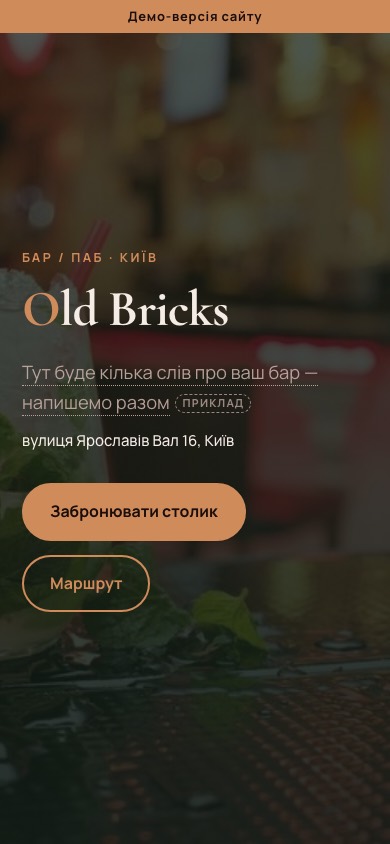 Демо-версія сайту
БАР / ПАБ · КИЇВ
Old Bricks
Тут буде кілька слів про ваш бар —
напишемо разом ПРИКЛАД
вулиця Ярославів Вал 16, Київ
Забронювати столик
Маршрут